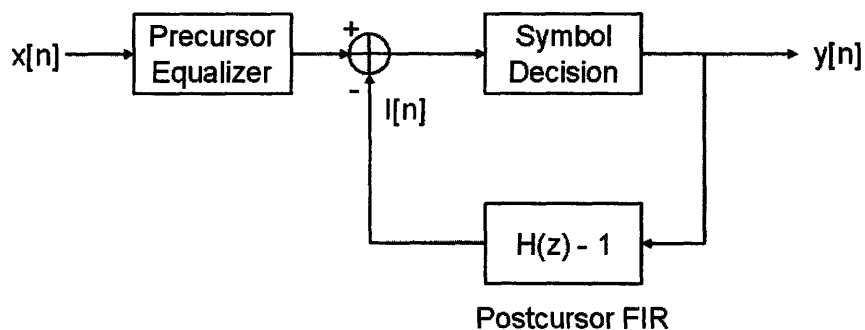 x[n]
Precursor
Equalizer
+
-
I[n]
Symbol
Decision
y[n]
H(z) - 1
Postcursor FIR